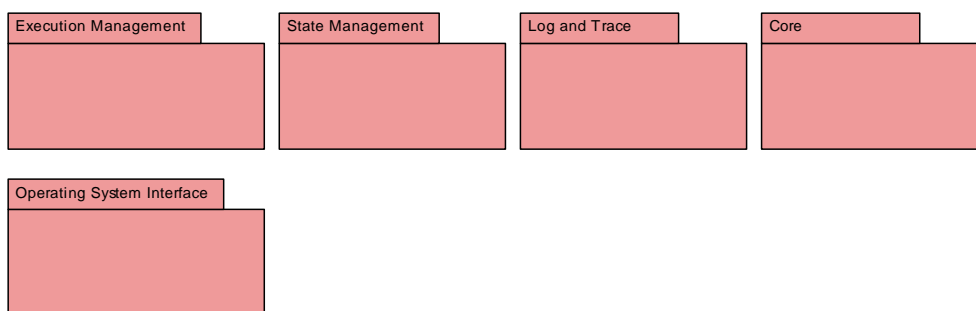 Execution Management
State Management
Log and Trace
Core
Operating System Interface